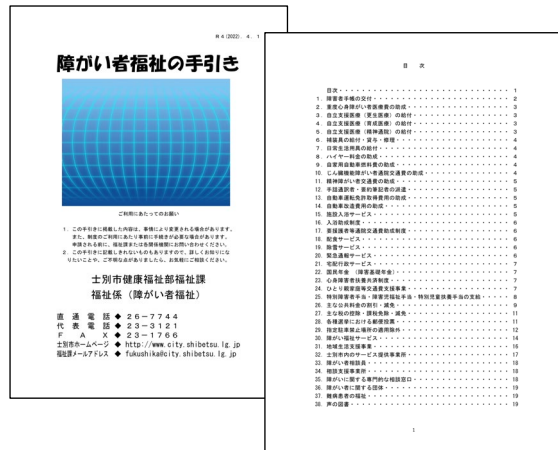 R4(2022). 4. 1
障がい者福祉の手引き
ご利用にあたってのお願い
1. この手引きに掲載した内容は、事情により変更される場合があります。
また、制度のご利用にあたり事前に手続きが必要な場合があります。
申請される前に、福祉課または各関係機関にお問い合わせください。
2. この手引きに記載しきれないものもありますので、詳しくお知りに
なりたいことや、ご不明な点がありましたら、お気軽にご相談ください。
士別市健康福祉部福祉課
福祉係(障がい者福祉)
直通電話◆26-7744
代表電話◆23-3121
FAX◆23-1766
士別市ホームページ◆http://www.city.shibetsu.lg.jp
福祉課メールアドレス◆fukushika@city.shibetsu.lg.jp
目 次
目次・・・・・・・・・・1
1. 障害者手帳の交付・・・・・・・・・・2
2. 重度心身障がい者医療費の助成・・・・・・・・・・3
3. 自立支援医療(更生医療)の給付・・・・・・・・・・3
4. 自立支援医療(育成医療)の給付・・・・・・・・・・3
5. 自立支援医療(精神通院)の給付・・・・・・・・・・3
6. 補装具の給付・貸与・修理・・・・・・・・・・4
7. 日常生活用具の給付・・・・・・・・・・4
8. ハイヤー料金の助成・・・・・・・・・・4
9. 自家用自動車燃料費の助成・・・・・・・・・・4
10. じん臓機能障がい者通院交通費の助成・・・・・・・・・・4
11. 精神障がい者交通費の助成・・・・・・・・・・5
12. 手話通訳者・要約筆記者の派遣・・・・・・・・・・5
13. 自動車運転免許取得費用の助成・・・・・・・・・・5
14. 自動車改造費用の助成・・・・・・・・・・5
15. 施設入浴サービス・・・・・・・・・・5
16. 入浴助成制度・・・・・・・・・・6
17. 要援護者等通院交通費助成制度・・・・・・・・・・6
18. 配食サービス・・・・・・・・・・6
19. 除雪サービス・・・・・・・・・・6
20. 緊急通報サービス・・・・・・・・・・6
21. 宅配行政サービス・・・・・・・・・・7
22. 国民年金(障害基礎年金)・・・・・・・・・・7
23. 心身障害者扶養共済制度・・・・・・・・・・7
24. ひとり親家庭等交通災害支援事業・・・・・・・・・・7
25. 特別障害者手当・障害児福祉手当・特別児童扶養手当の支給・・・・8
26. 主な公共料金の割引・減免・・・・・・・・・・9
27. 主な税の控除・課税免除・減免・・・・・・・・・・11
28. 各種選挙における郵便投票・・・・・・・・・・11
29. 指定駐車禁止場所の適用除外・・・・・・・・・・12
30. 障がい福祉サービス・・・・・・・・・・14
31. 地域生活支援事業・・・・・・・・・・16
32. 士別市内のサービス提供事業所・・・・・・・・・・17
33. 障がい者相談員・・・・・・・・・・18
34. 相談支援事業所・・・・・・・・・・18
35. 障がいに関する専門的な相談窓口・・・・・・・・・・18
36. 障がい者に関する団体・・・・・・・・・・19
37. 難病患者の福祉・・・・・・・・・・19
38. 声の図書・・・・・・・・・・19
1